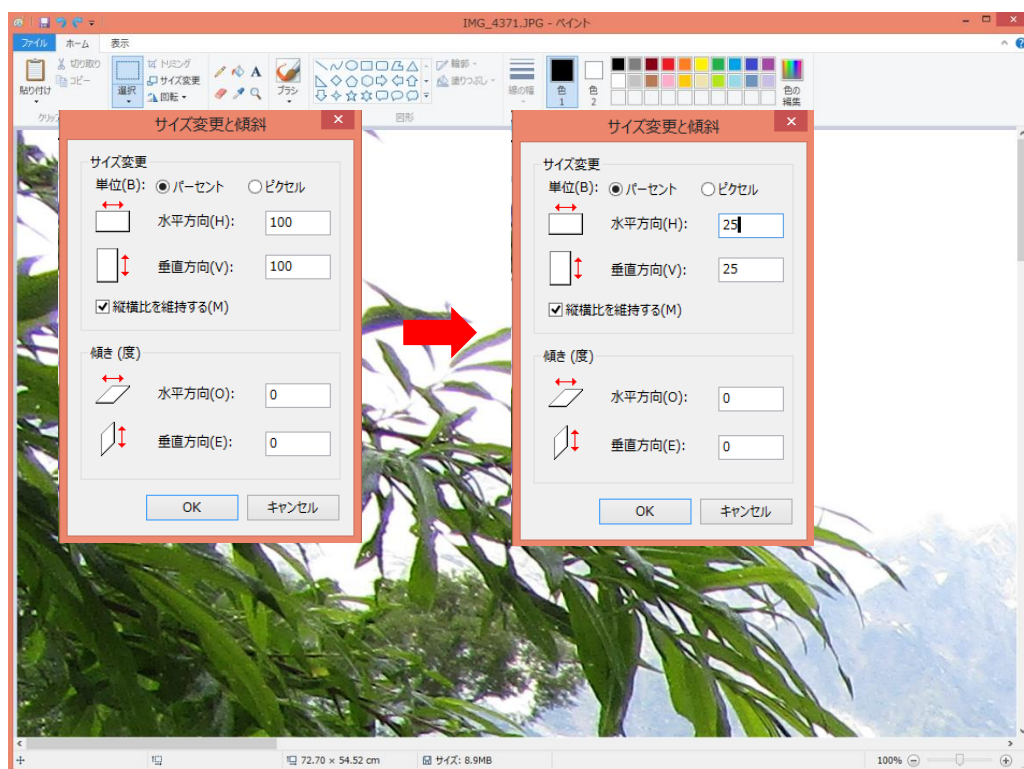 IMG_4371.JPG - ペイント
ファイル ホーム 表示
貼り付け
切り取り
コピー
選択
トリミング
サイズ変更
回転
A
ブラシ
輪郭
塗りつぶし
図形
線の幅
色
1
色
2
色の
編集
サイズ変更と傾斜
サイズ変更
単位(B): パーセント ピクセル
水平方向(H): 100
垂直方向(V): 100
縦横比を維持する(M)
傾き (度)
水平方向(O): 0
垂直方向(E): 0
OK キャンセル
サイズ変更と傾斜
サイズ変更
単位(B): パーセント ピクセル
水平方向(H): 25
垂直方向(V): 25
縦横比を維持する(M)
傾き (度)
水平方向(O): 0
垂直方向(E): 0
OK キャンセル
72.70 × 54.52 cm サイズ: 8.9MB 100%